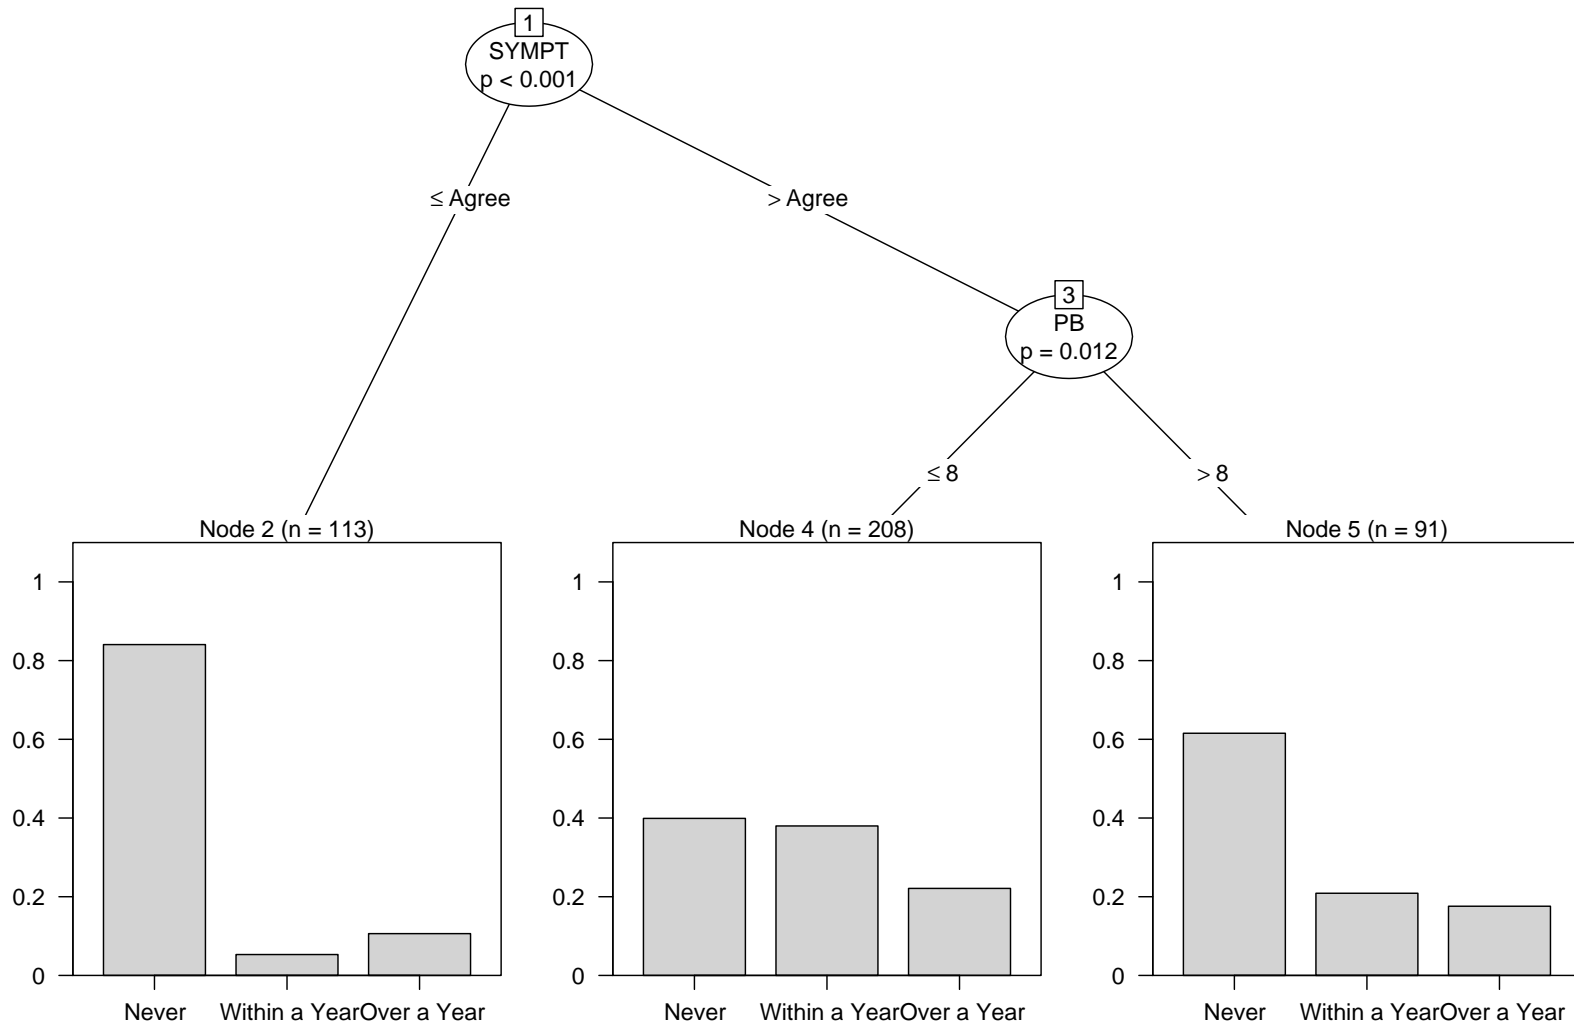 1
SYMPT
p < 0.001
≤ Agree
> Agree
3
PB
p = 0.012
≤ 8
> 8
Node 2 (n = 113)
1
0.8
0.6
0.4
0.2
0
Never Within a Year Over a Year
Node 4 (n = 208)
1
0.8
0.6
0.4
0.2
0
Never Within a Year Over a Year
Node 5 (n = 91)
1
0.8
0.6
0.4
0.2
0
Never Within a Year Over a Year